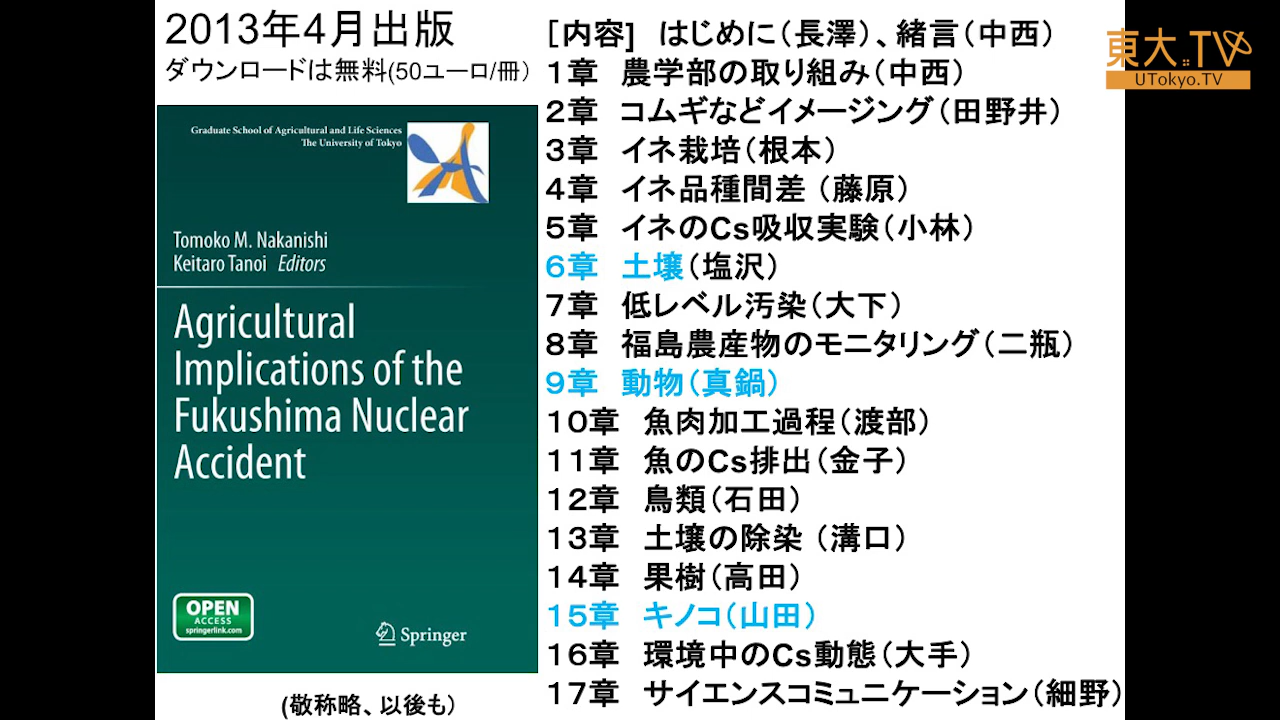 2013年4月出版
ダウンロードは無料(50ユーロ/冊)
Graduate School of Agricultural and Life Sciences
The University of Tokyo
Tomoko M. Nakanishi
Keitaro Tanoi Editors
Agricultural
Implications of the
Fukushima Nuclear
Accident
OPEN
ACCESS
springerlink.com
Springer
(敬称略、以後も)
[内容] はじめに(長澤)、緒言(中西)
1章 農学部の取り組み(中西)
2章 コムギなどイメージング(田野井)
3章 イネ栽培(根本)
4章 イネ品種間差 (藤原)
5章 イネのCs吸収実験(小林)
6章 土壌(塩沢)
7章 低レベル汚染(大下)
8章 福島農産物のモニタリング(二瓶)
9章 動物(真鍋)
10章 魚肉加工過程(渡部)
11章 魚のCs排出(金子)
12章 鳥類(石田)
13章 土壌の除染 (溝口)
14章 果樹(高田)
15章 キノコ(山田)
16章 環境中のCs動態(大手)
17章 サイエンスコミュニケーション(細野)
東大.TV
UTokyo.TV